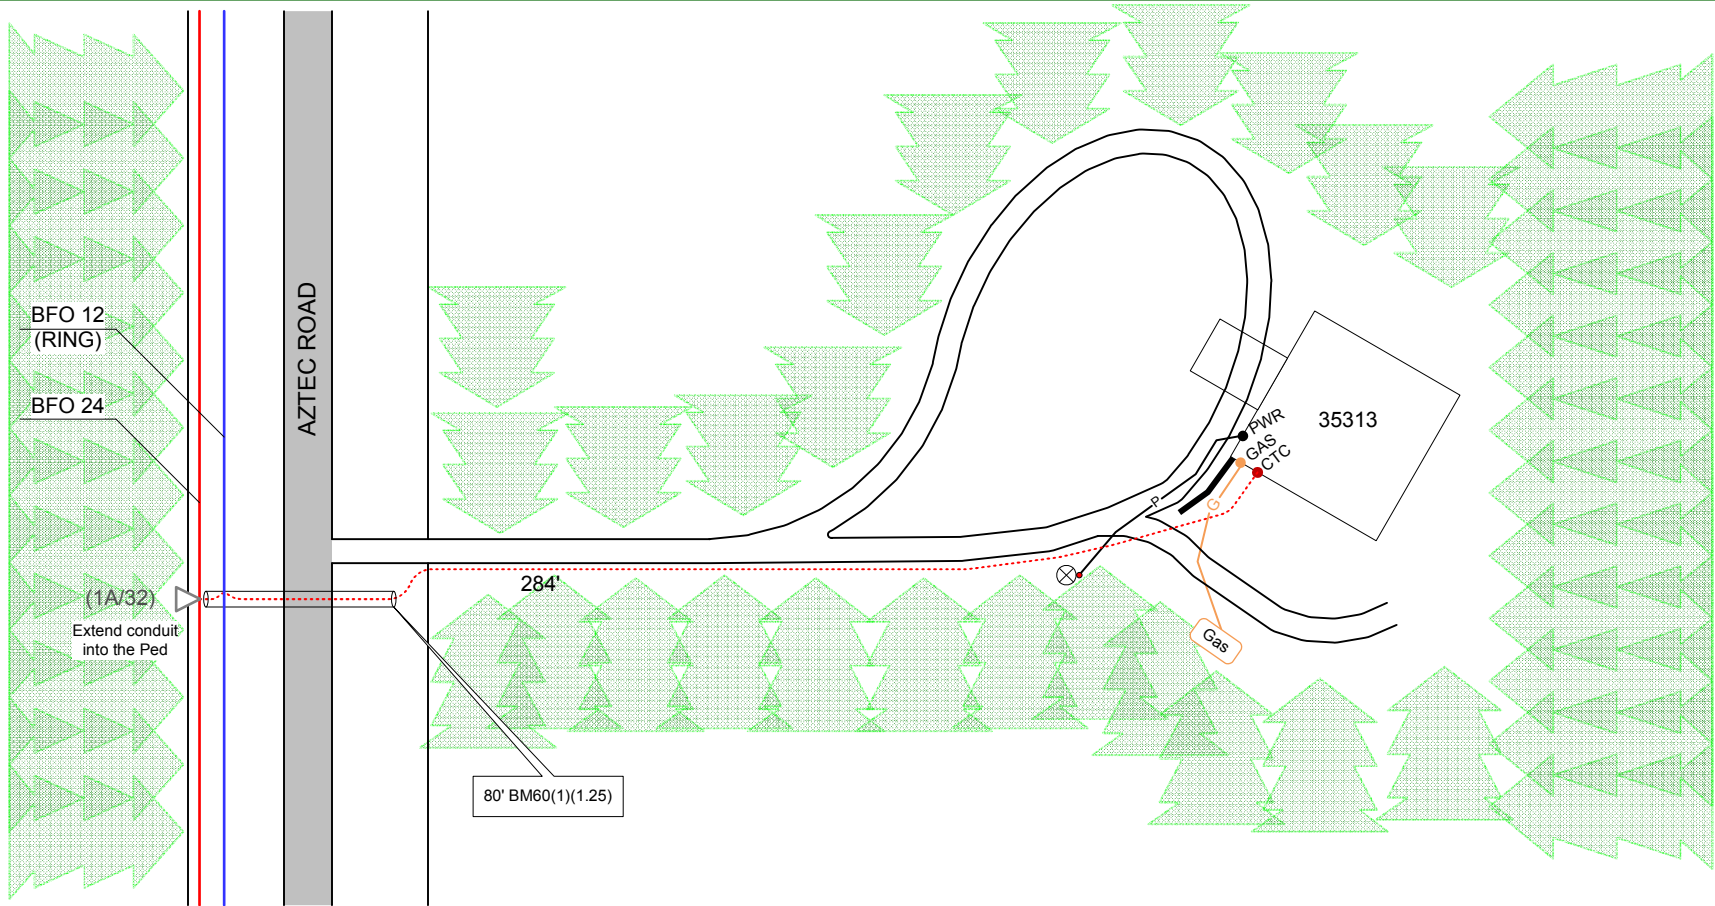 BFO 12
(RING)
BFO 24
AZTEC ROAD
(1A/32)
Extend conduit
into the Ped
284'
80' BM60(1)(1.25)
35313
PWR
GAS
CTC
P
G
Gas